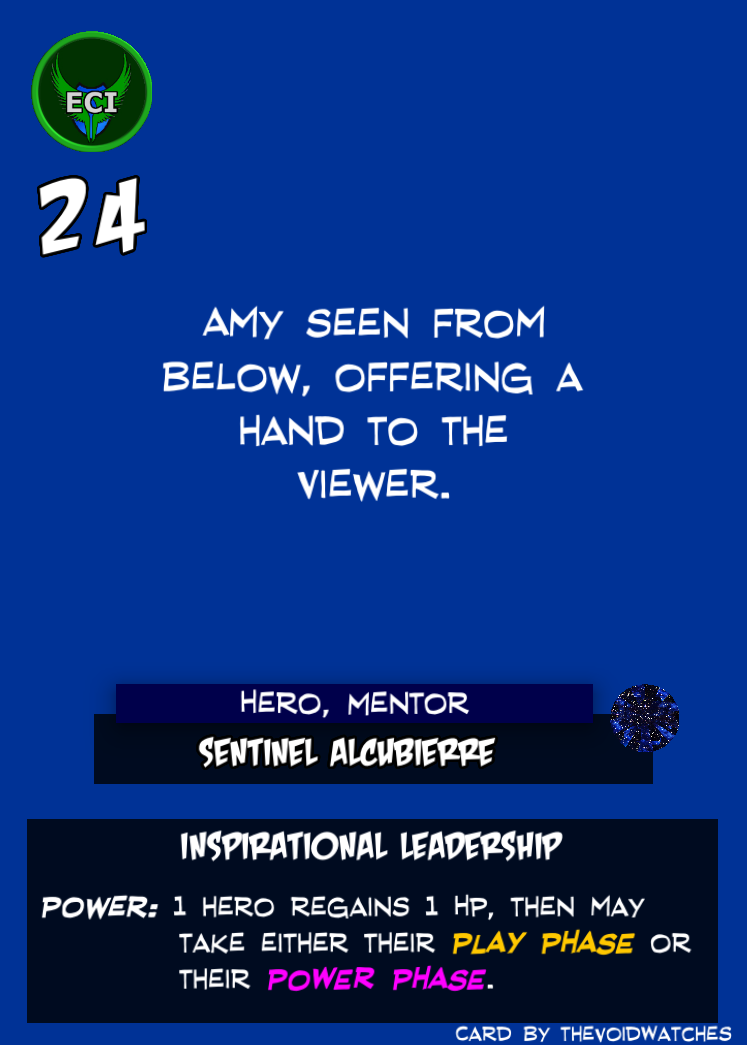 ECI
24
AMY SEEN FROM
BELOW, OFFERING A
HAND TO THE
VIEWER.
HERO, MENTOR
SENTINEL ALCUBIERRE
INSPIRATIONAL LEADERSHIP
POWER: 1 HERO REGAINS 1 HP, THEN MAY
TAKE EITHER THEIR PLAY PHASE OR
THEIR POWER PHASE.
CARD BY THEVOIDWATCHES